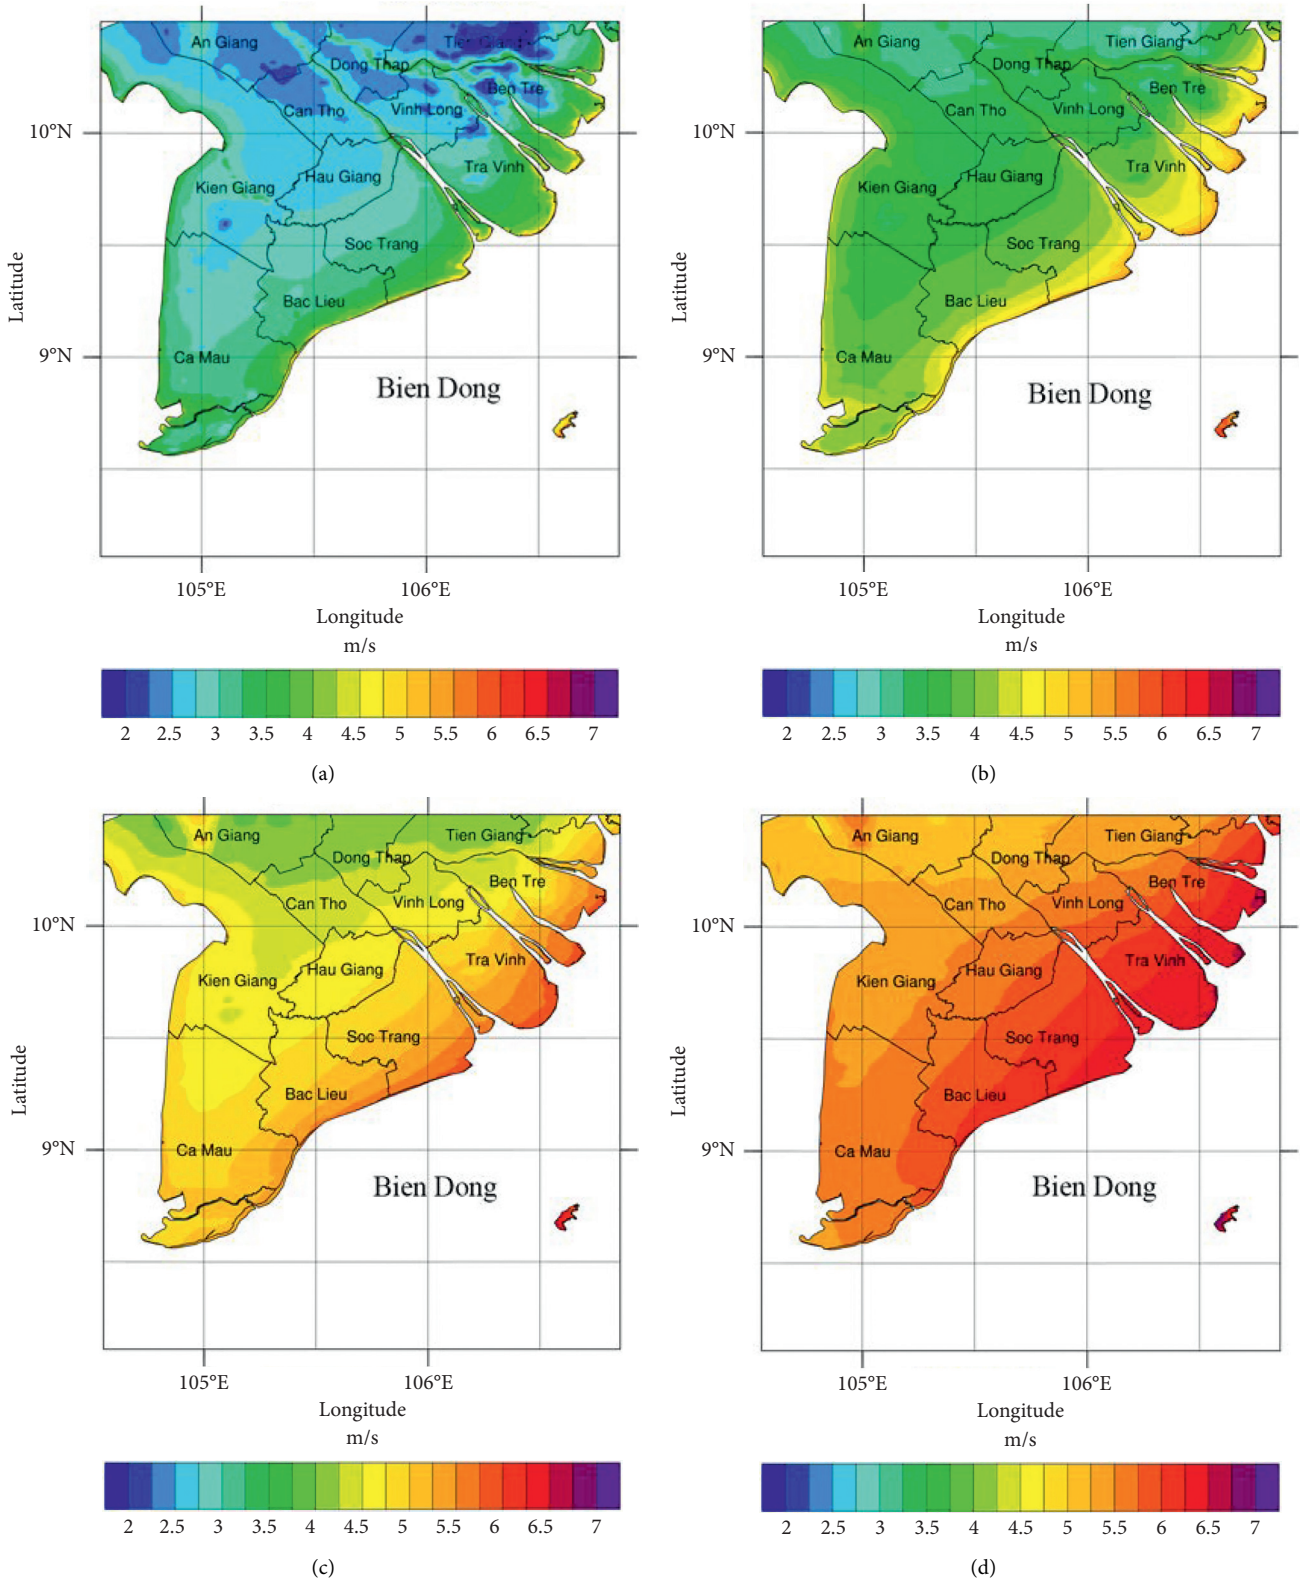 An Giang
Tien Giang
Dong Thap
Ben Tre
Can Tho
Vinh Long
10°N
Tra Vinh
Hau Giang
Kien Giang
Soc Trang
Bac Lieu
Ca Mau
9°N
Bien Dong
Latitude
105°E 106°E
Longitude
m/s
2 2.5 3 3.5 4 4.5 5 5.5 6 6.5 7
(a)
An Giang
Tien Giang
Dong Thap
Ben Tre
Can Tho
Vinh Long
10°N
Tra Vinh
Hau Giang
Kien Giang
Soc Trang
Bac Lieu
Ca Mau
9°N
Bien Dong
Latitude
105°E 106°E
Longitude
m/s
2 2.5 3 3.5 4 4.5 5 5.5 6 6.5 7
(b)
An Giang
Tien Giang
Dong Thap
Ben Tre
Can Tho
Vinh Long
10°N
Tra Vinh
Hau Giang
Kien Giang
Soc Trang
Bac Lieu
Ca Mau
9°N
Bien Dong
Latitude
105°E 106°E
Longitude
m/s
2 2.5 3 3.5 4 4.5 5 5.5 6 6.5 7
(c)
An Giang
Tien Giang
Dong Thap
Ben Tre
Can Tho
Vinh Long
10°N
Tra Vinh
Hau Giang
Kien Giang
Soc Trang
Bac Lieu
Ca Mau
9°N
Bien Dong
Latitude
105°E 106°E
Longitude
m/s
2 2.5 3 3.5 4 4.5 5 5.5 6 6.5 7
(d)